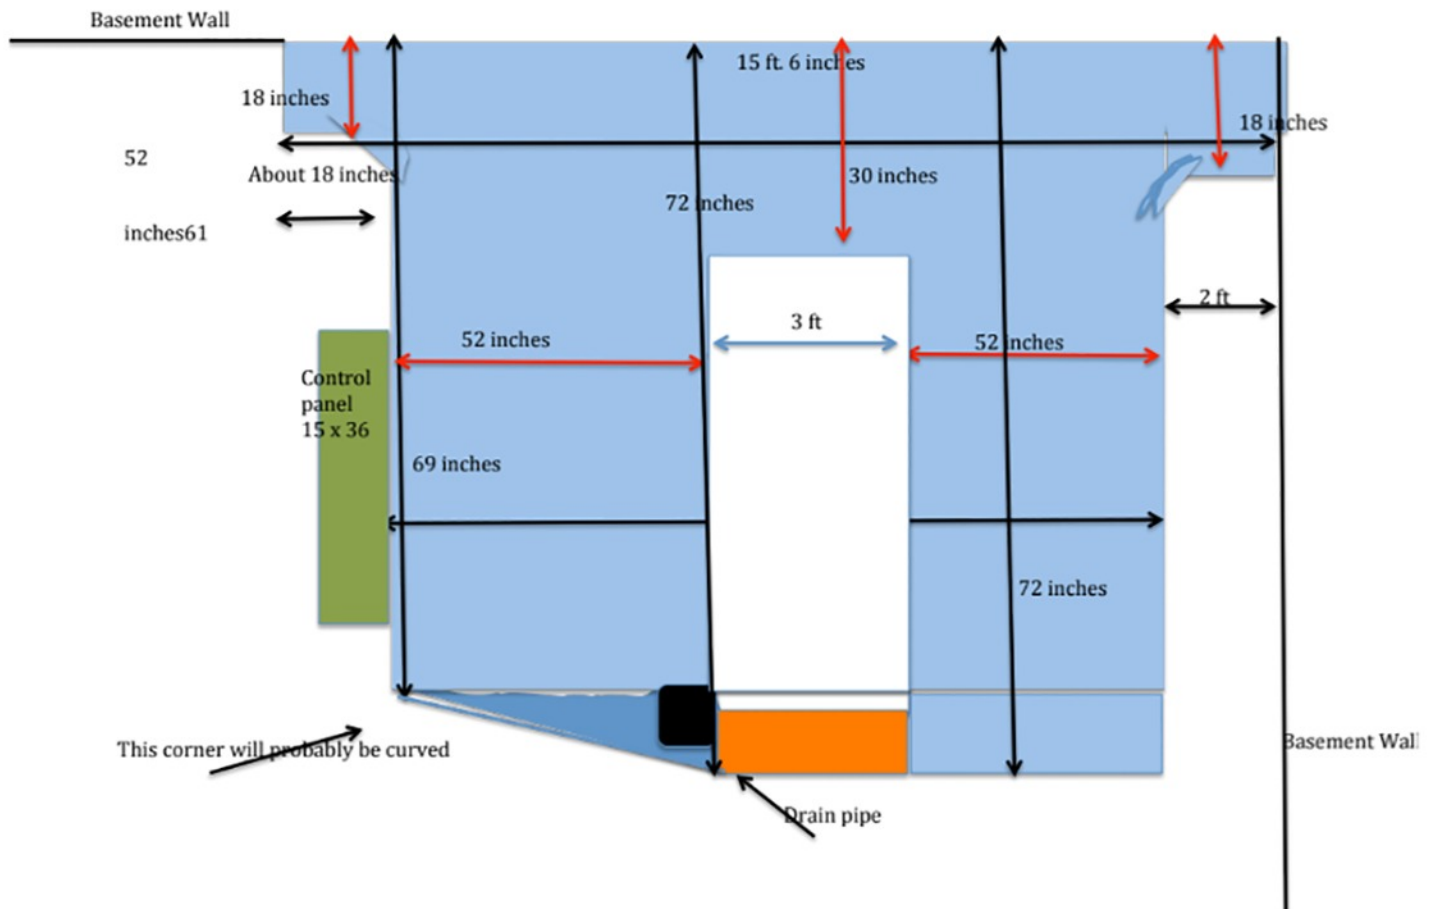 Basement Wall
15 ft. 6 inches
18 inches
18 inches
52
About 18 inches
30 inches
72 inches
inches61
2 ft
3 ft
52 inches
52 inches
Control
panel
15 x 36
69 inches
72 inches
This corner will probably be curved
Basement Wall
Drain pipe